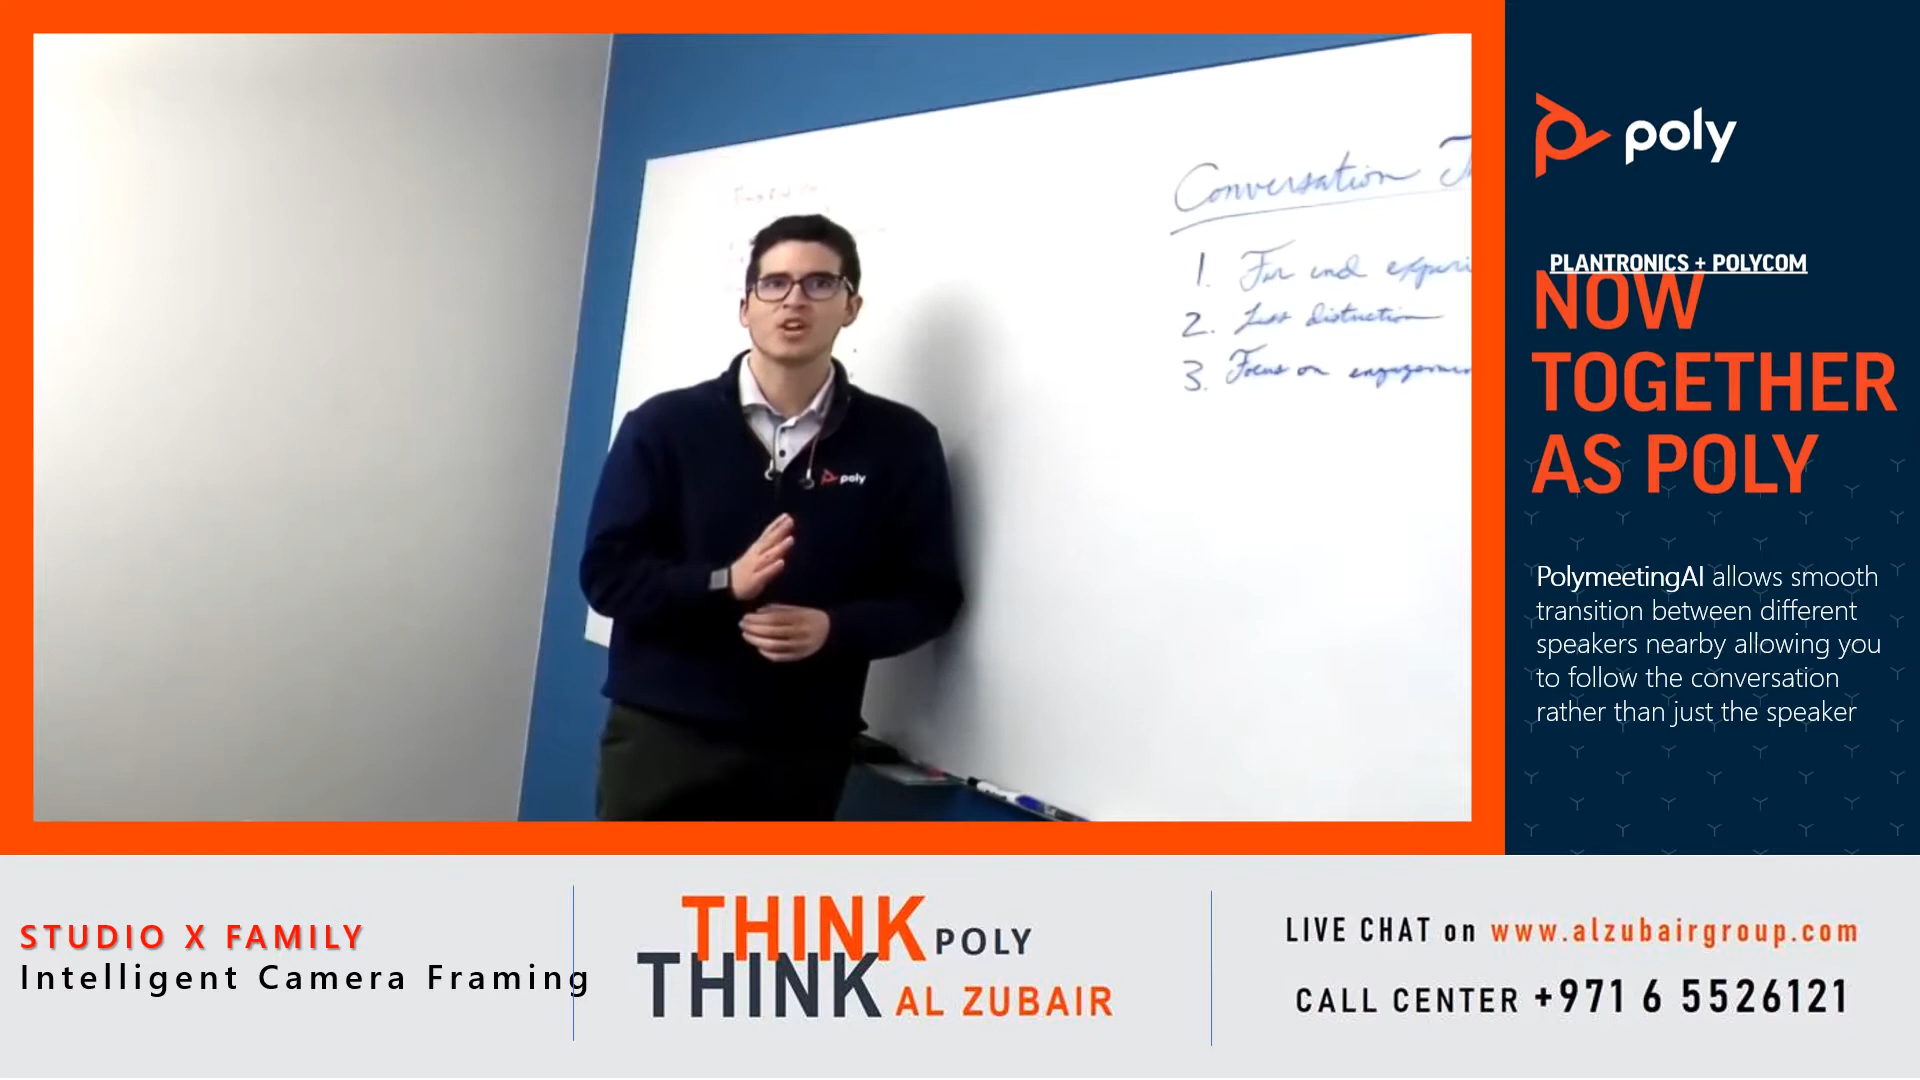 Conversation
1. Far end experi
2. Less distraction
3. Focus on engagemen
poly
poly
PLANTRONICS + POLYCOM
NOW
TOGETHER
AS POLY
PolymeetingAI allows smooth
transition between different
speakers nearby allowing you
to follow the conversation
rather than just the speaker
STUDIO X FAMILY
Intelligent Camera Framing
THINK POLY
THINK AL ZUBAIR
LIVE CHAT on www.alzubairgroup.com
CALL CENTER +971 6 5526121